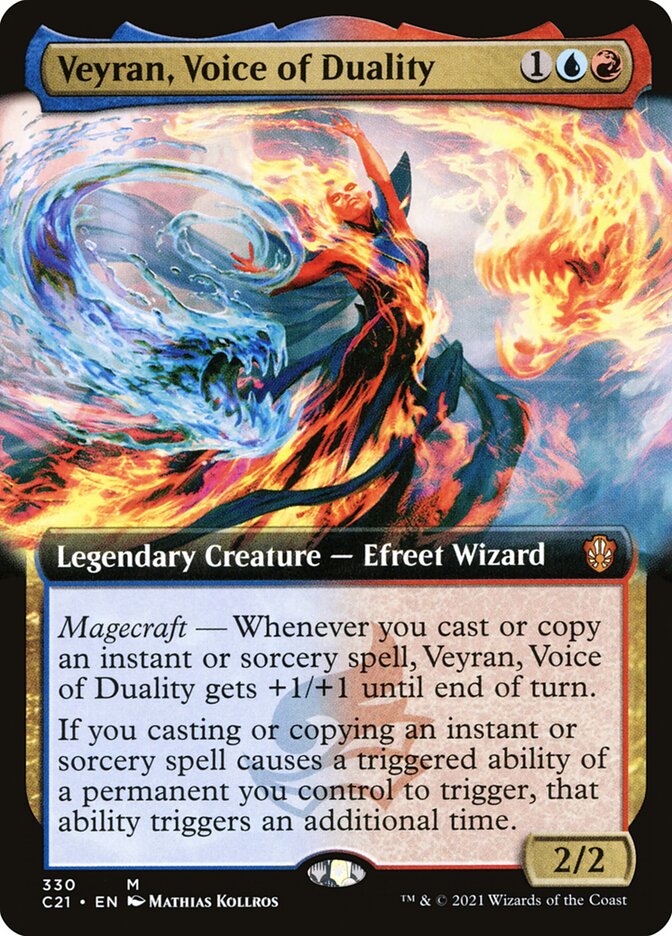 Veyran, Voice of Duality 1
Legendary Creature — Efreet Wizard
Magecraft — Whenever you cast or copy
an instant or sorcery spell, Veyran, Voice
of Duality gets +1/+1 until end of turn.
If you casting or copying an instant or
sorcery spell causes a triggered ability of
a permanent you control to trigger, that
ability triggers an additional time.
2/2
330 M
C21 • EN MATHIAS KOLLROS
™ & © 2021 Wizards of the Coast